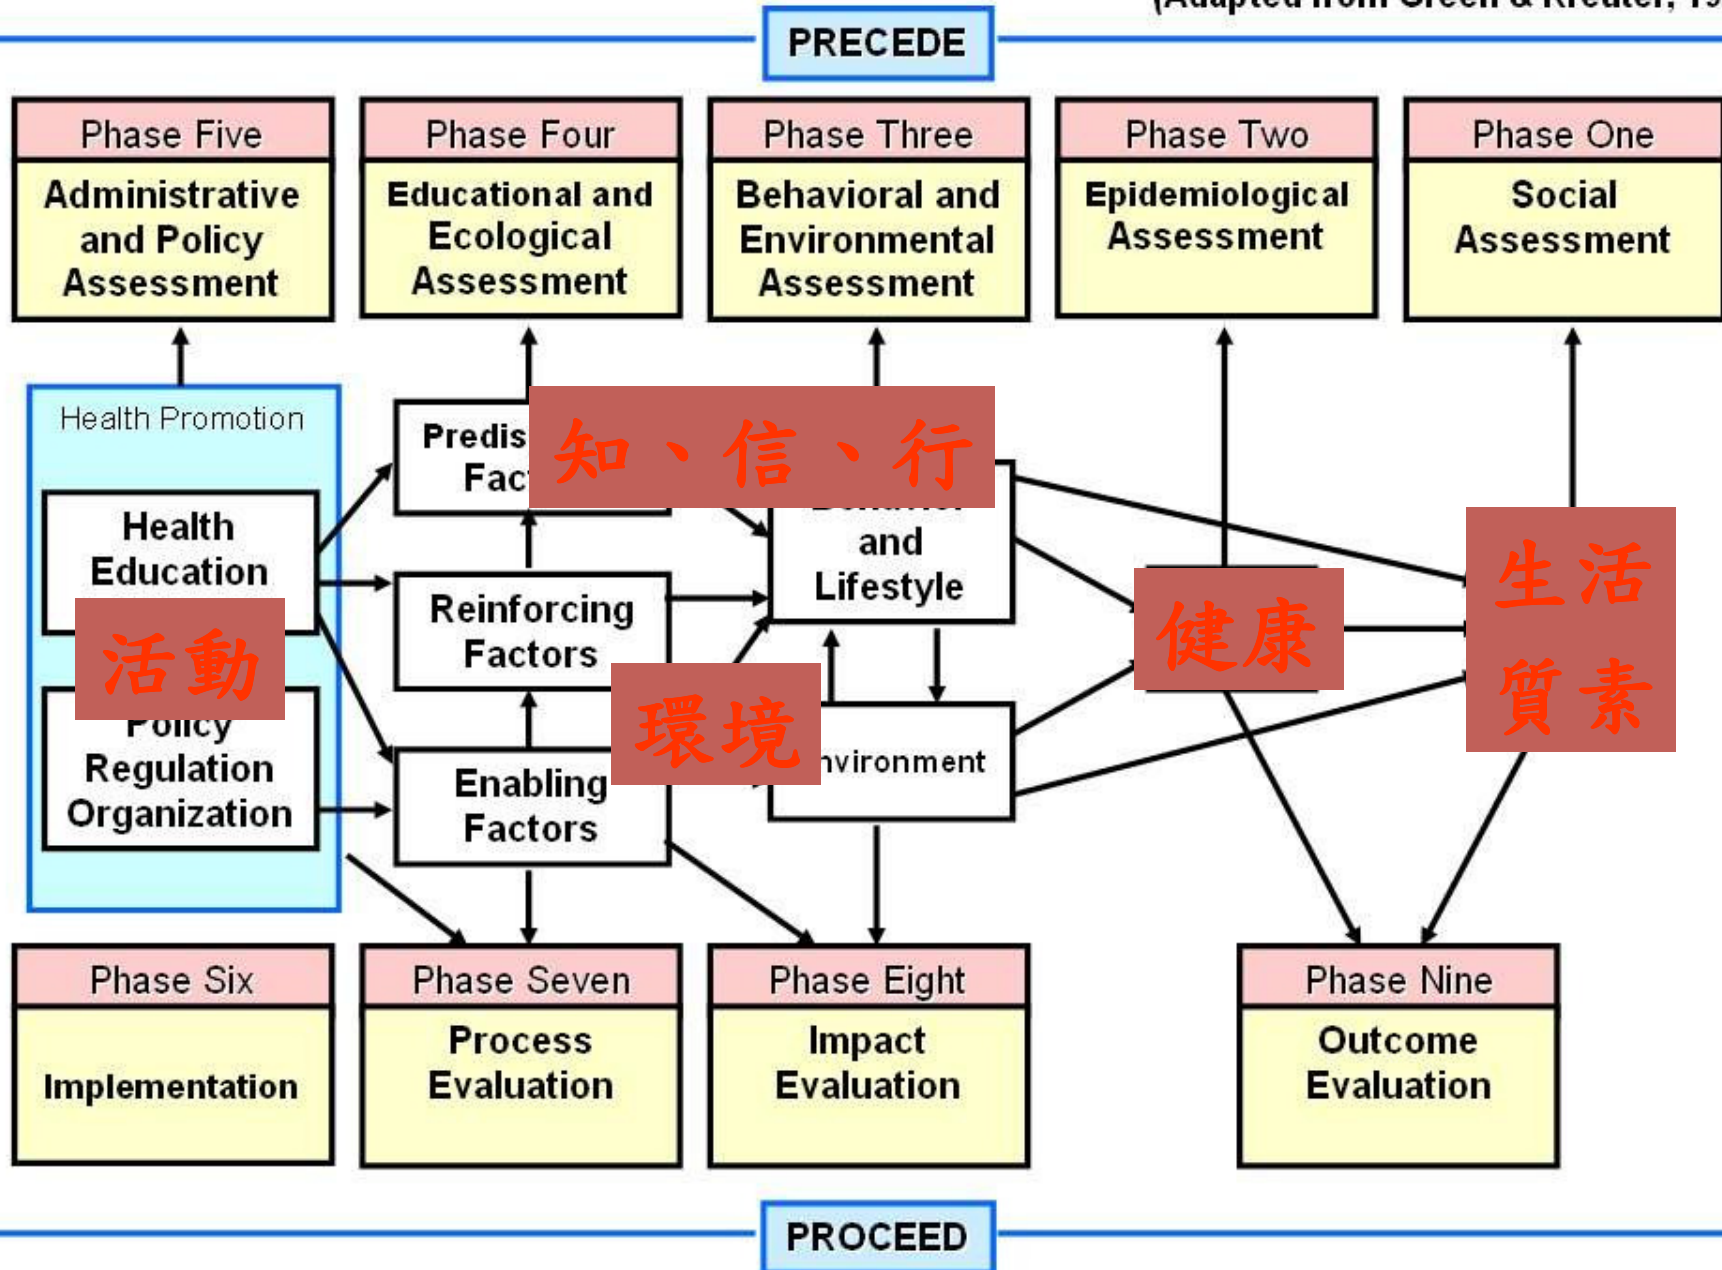 PRECEDE
Phase Five
Administrative
and Policy
Assessment
Phase Four
Educational and
Ecological
Assessment
Phase Three
Behavioral and
Environmental
Assessment
Phase Two
Epidemiological
Assessment
Phase One
Social
Assessment
Health Promotion
Health
Education
活動
Policy
Regulation
Organization
知、信、行
Reinforcing
Factors
Enabling
Factors
環境
and
Lifestyle
健康
生活
質素
Phase Six
Implementation
Phase Seven
Process
Evaluation
Phase Eight
Impact
Evaluation
Phase Nine
Outcome
Evaluation
PROCEED